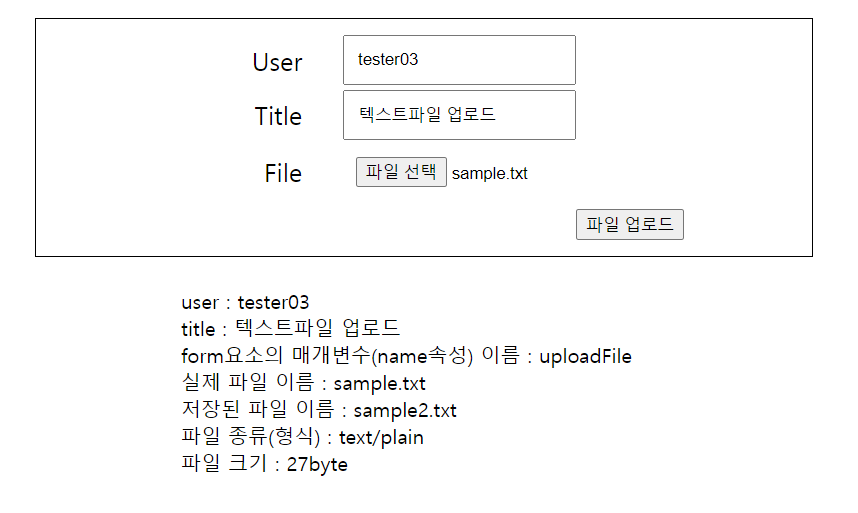 User tester03
Title 텍스트파일 업로드
File 파일 선택 sample.txt
파일 업로드
user : tester03
title : 텍스트파일 업로드
form요소의 매개변수(name속성) 이름 : uploadFile
실제 파일 이름 : sample.txt
저장된 파일 이름 : sample2.txt
파일 종류(형식) : text/plain
파일 크기 : 27byte